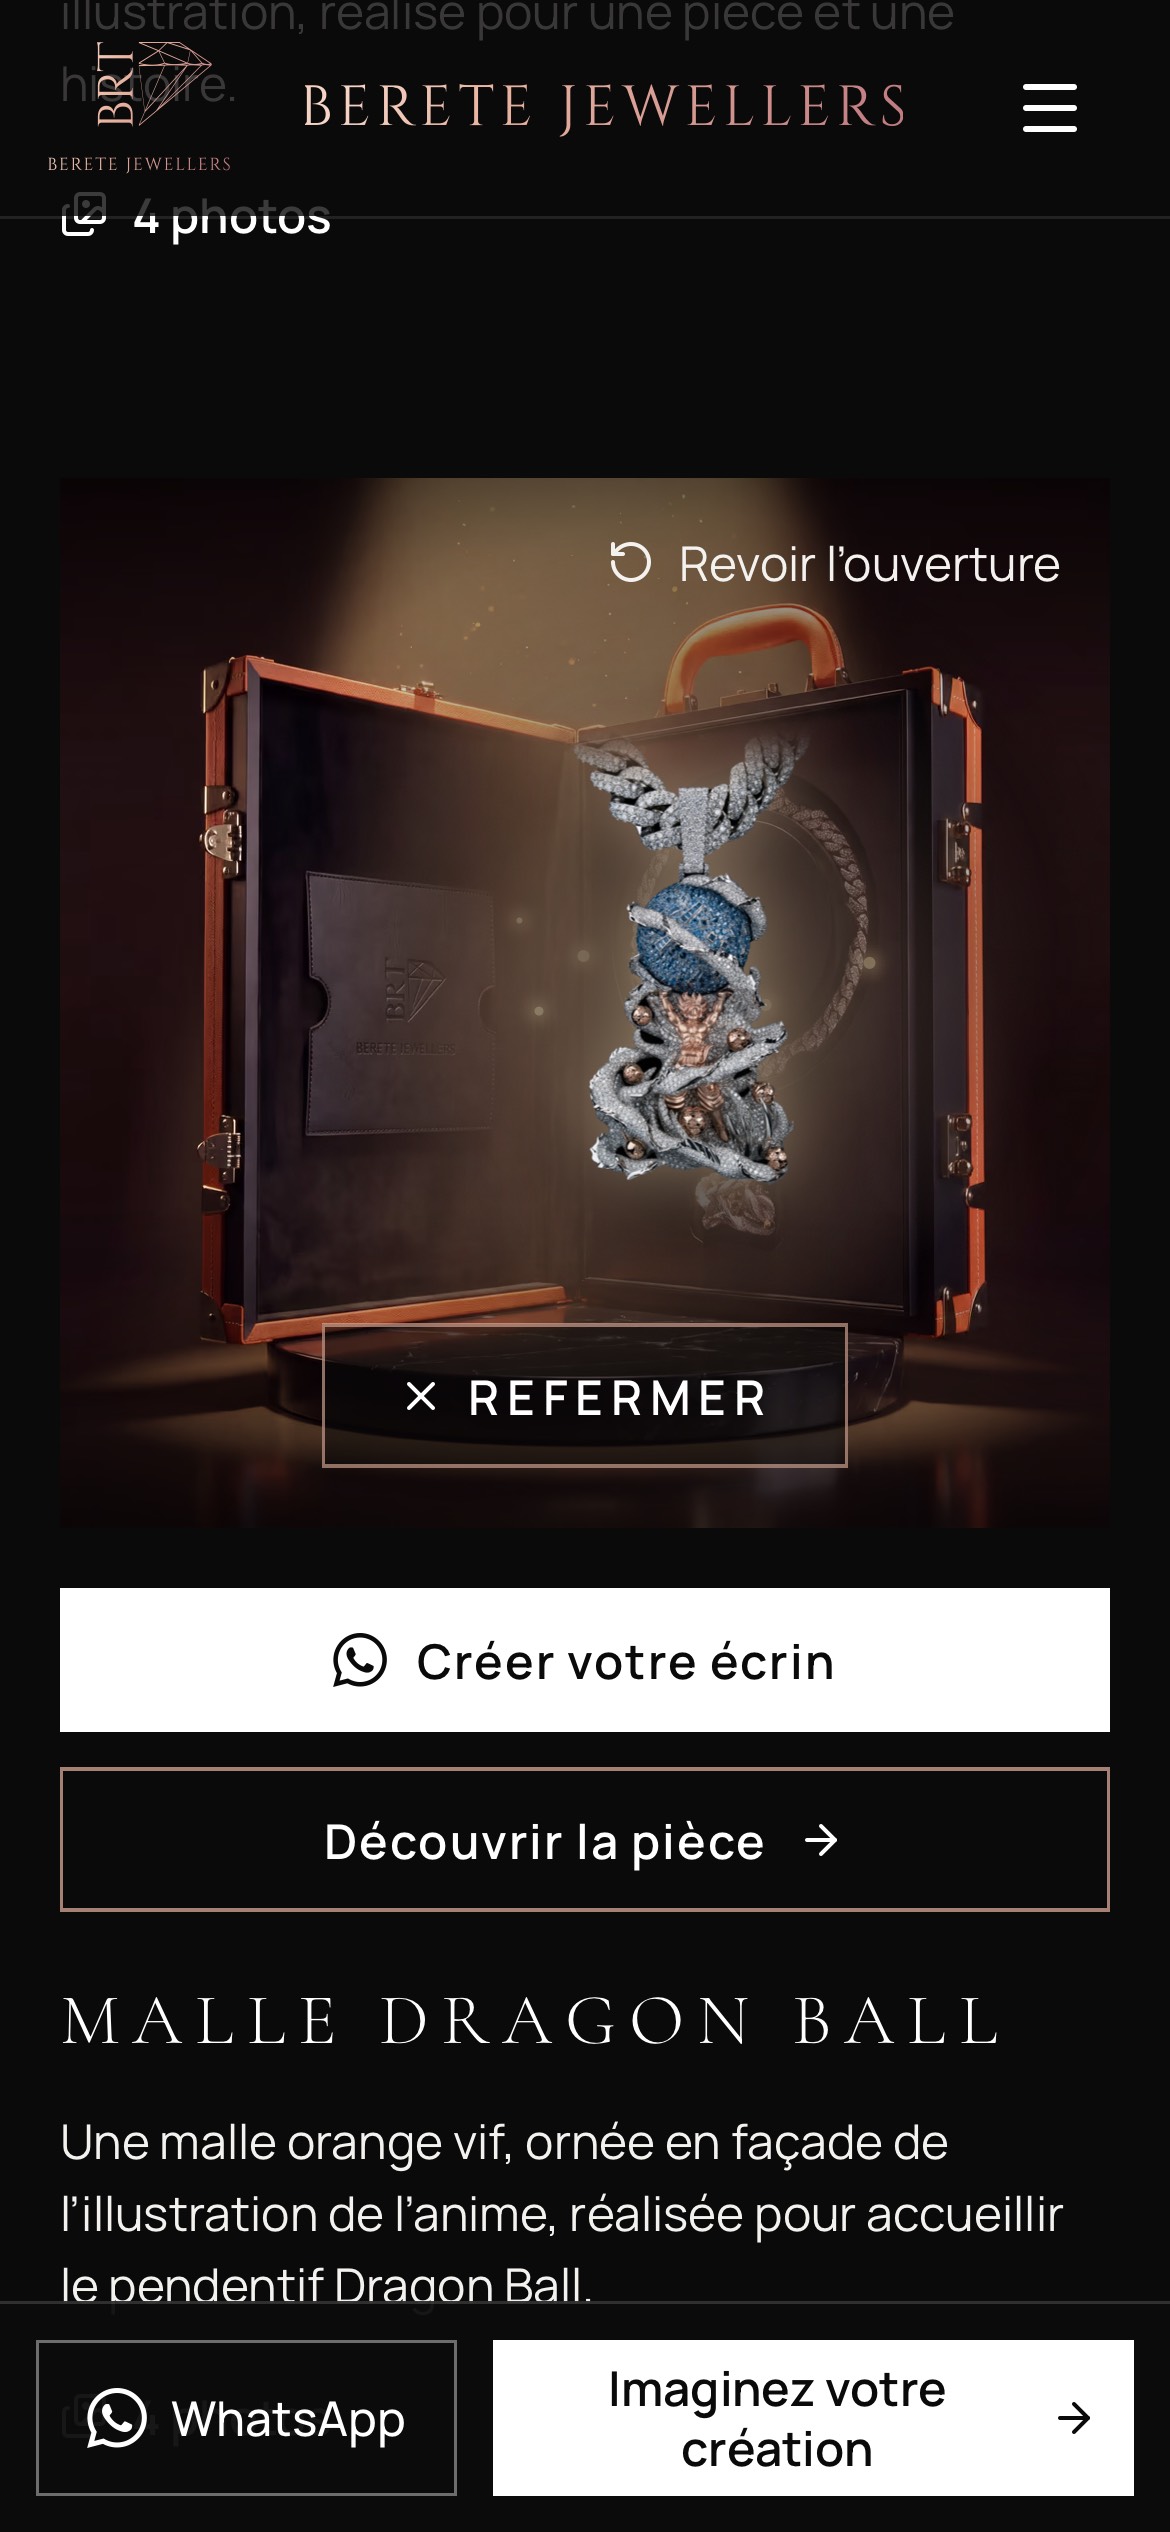 illustration, réalisé pour une pièce et une
histoire.
BRT
BERETE JEWELLERS
BERETE JEWELLERS
4 photos
Revoir l’ouverture
BRT
BERETE JEWELLERS
REFERMER
Créer votre écrin
Découvrir la pièce
MALLE DRAGON BALL
Une malle orange vif, ornée en façade de
l’illustration de l’anime, réalisée pour accueillir
le pendentif Dragon Ball.
WhatsApp
Imaginez votre
création